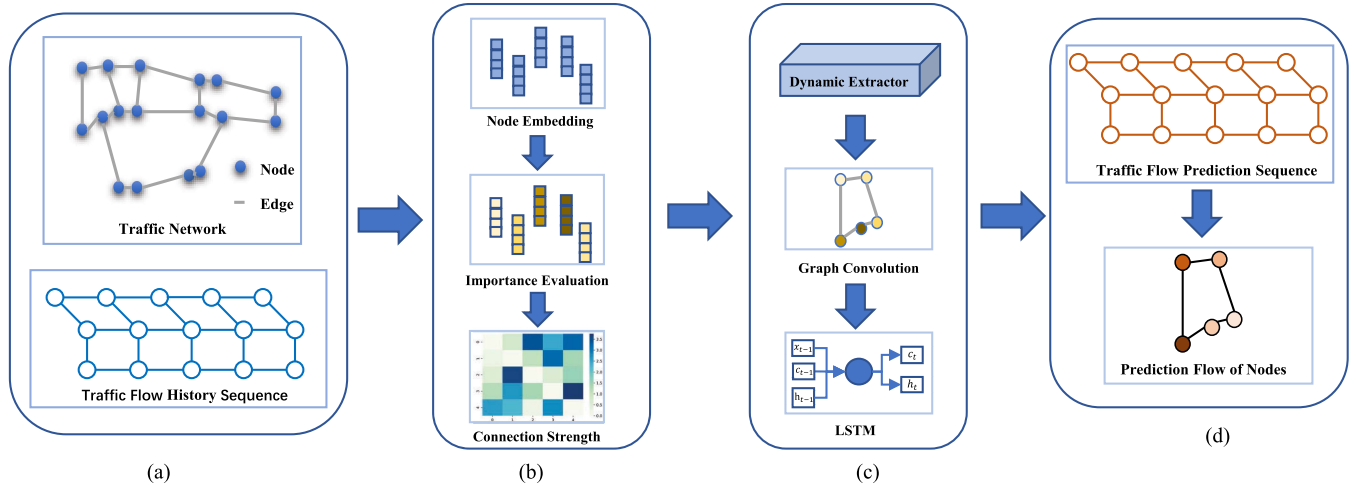 Node
Edge
Traffic Network
Traffic Flow History Sequence
(a)
Node Embedding
Importance Evaluation
Connection Strength
(b)
Dynamic Extractor
Graph Convolution
x_{t−1}
c_{t−1}
h_{t−1}
c_t
h_t
LSTM
(c)
Traffic Flow Prediction Sequence
Prediction Flow of Nodes
(d)